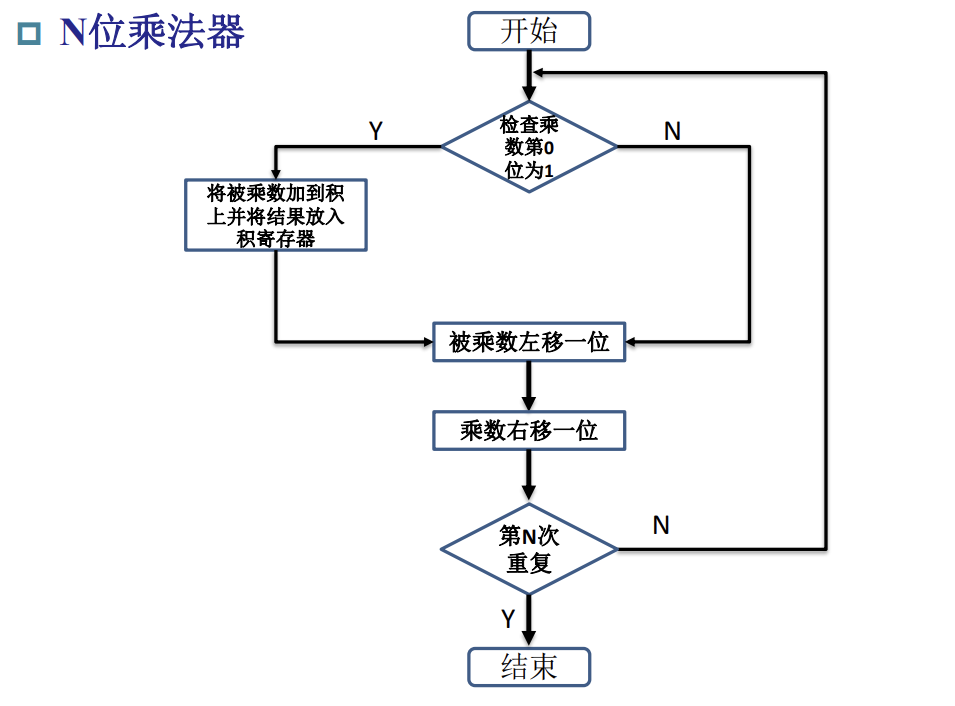 N位乘法器
开始
检查乘
数第0
位为1
Y
N
将被乘数加到积
上并将结果放入
积寄存器
被乘数左移一位
乘数右移一位
第N次
重复
N
Y
结束